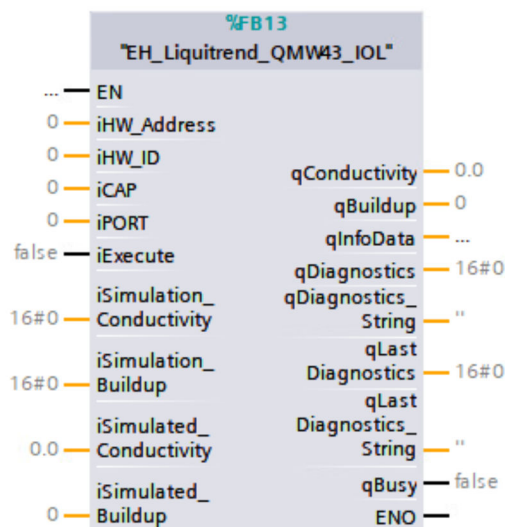 %FB13
"EH_Liquitrend_QMW43_IOL"
... EN
0 iHW_Address
0 iHW_ID
0 iCAP
0 iPORT
false iExecute
iSimulation_
16#0 Conductivity
iSimulation_
16#0 Buildup
iSimulated_
0.0 Conductivity
iSimulated_
0 Buildup
qConductivity 0.0
qBuildup 0
qInfoData ...
qDiagnostics 16#0
qDiagnostics_
String ''
qLast
Diagnostics 16#0
qLast
Diagnostics_
String ''
qBusy false
ENO